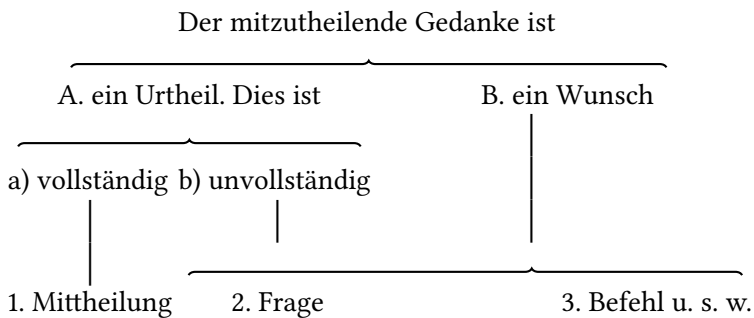 Der mitzutheilende Gedanke ist
A. ein Urtheil. Dies ist B. ein Wunsch
a) vollständig b) unvollständig
1. Mittheilung 2. Frage 3. Befehl u. s. w.